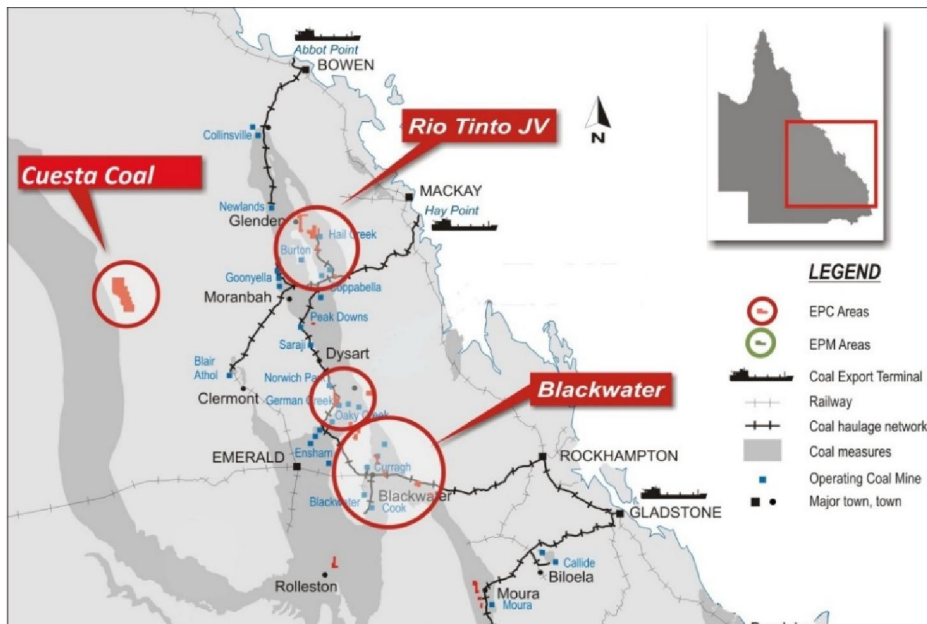 Abbot Point
BOWEN
Collinsville
Rio Tinto JV
N
Cuesta Coal
MACKAY
Hay Point
Newlands
Glenden
Hail Creek
Burton
Goonyella
Moranbah
Coppabella
Peak Downs
Saraji
Dysart
Blair
Athol
Norwich Park
Clermont
German Creek
Oaky Creek
Blackwater
Ensham
EMERALD
Curragh
ROCKHAMPTON
Blackwater
Blackwater
Cook
GLADSTONE
Callide
Biloela
Rolleston
Moura
Moura
LEGEND
EPC Areas
EPM Areas
Coal Export Terminal
Railway
Coal haulage network
Coal measures
Operating Coal Mine
Major town, town